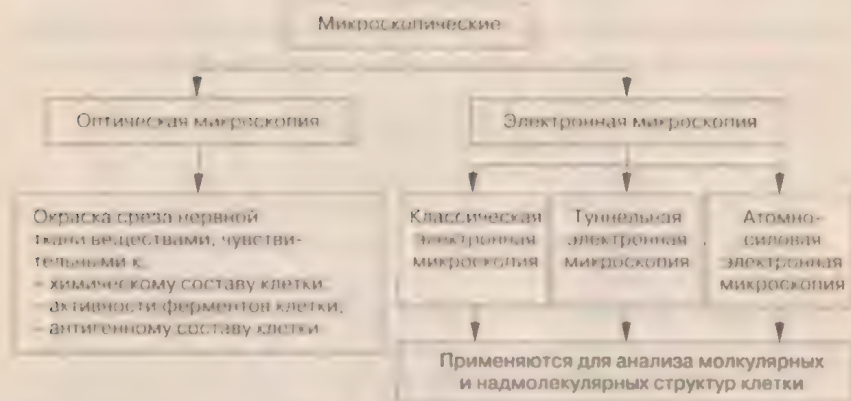 Микроскопические
Оптическая микроскопия
Электронная микроскопия
Окраска среза нервной
ткани веществами, чувстви-
тельными к
– химическому составу клетки
– активности ферментов клетки,
– антигенному составу клетки
Классическая
электронная
микроскопия
Туннельная
электронная
микроскопия
Атомно-
силовая
электронная
микроскопия
Применяются для анализа молкулярных
и надмолекулярных структур клетки